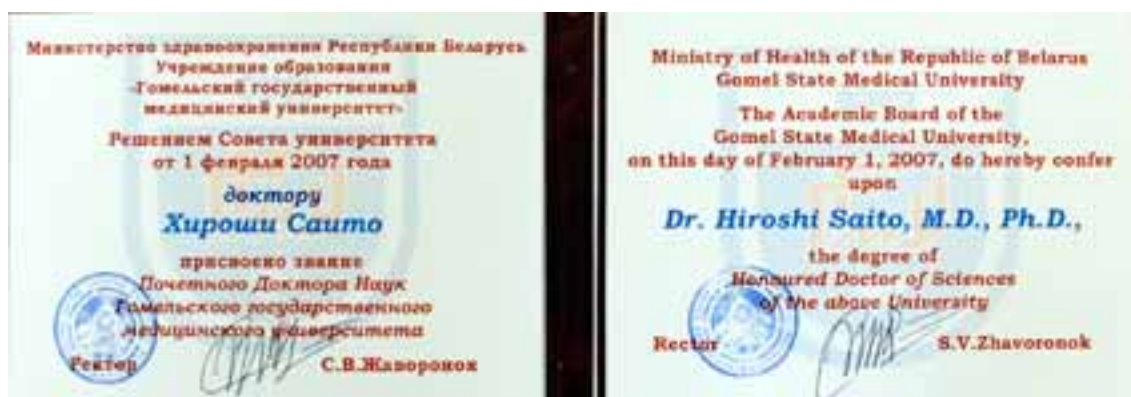 Министерство здравоохранения Республики Беларусь
Учреждение образования
«Гомельский государственный
медицинский университет»
Решением Совета университета
от 1 февраля 2007 года
доктору
Хироши Саито
присвоено звание
Почетного Доктора Наук
Гомельского государственного
медицинского университета
Ректор С.В.Жаворонок
Ministry of Health of the Republic of Belarus
Gomel State Medical University
The Academic Board of the
Gomel State Medical University,
on this day of February 1, 2007, do hereby confer
upon
Dr. Hiroshi Saito, M.D., Ph.D.,
the degree of
Honoured Doctor of Sciences
of the above University
Rector S.V.Zhavoronok